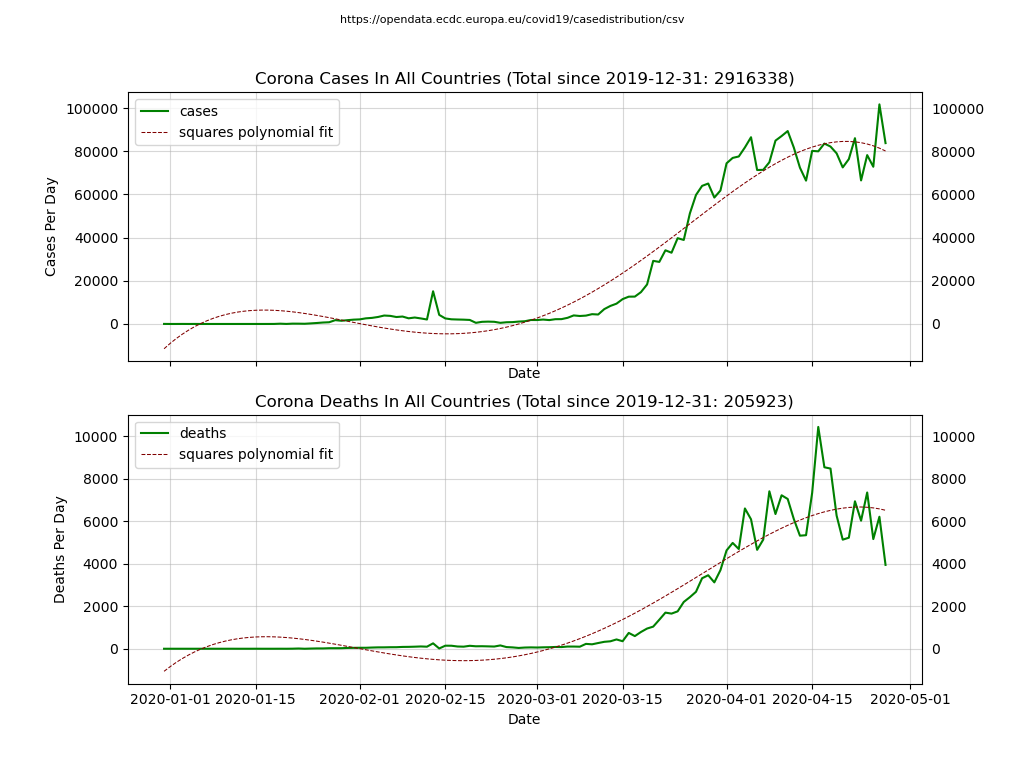 https://opendata.ecdc.europa.eu/covid19/casedistribution/csv
Corona Cases In All Countries (Total since 2019-12-31: 2916338)
cases
squares polynomial fit
100000
80000
60000
40000
20000
0
Cases Per Day
100000
80000
60000
40000
20000
0
Date
Corona Deaths In All Countries (Total since 2019-12-31: 205923)
deaths
squares polynomial fit
10000
8000
6000
4000
2000
0
Deaths Per Day
10000
8000
6000
4000
2000
0
2020-01-01 2020-01-15 2020-02-01 2020-02-15 2020-03-01 2020-03-15 2020-04-01 2020-04-15 2020-05-01
Date